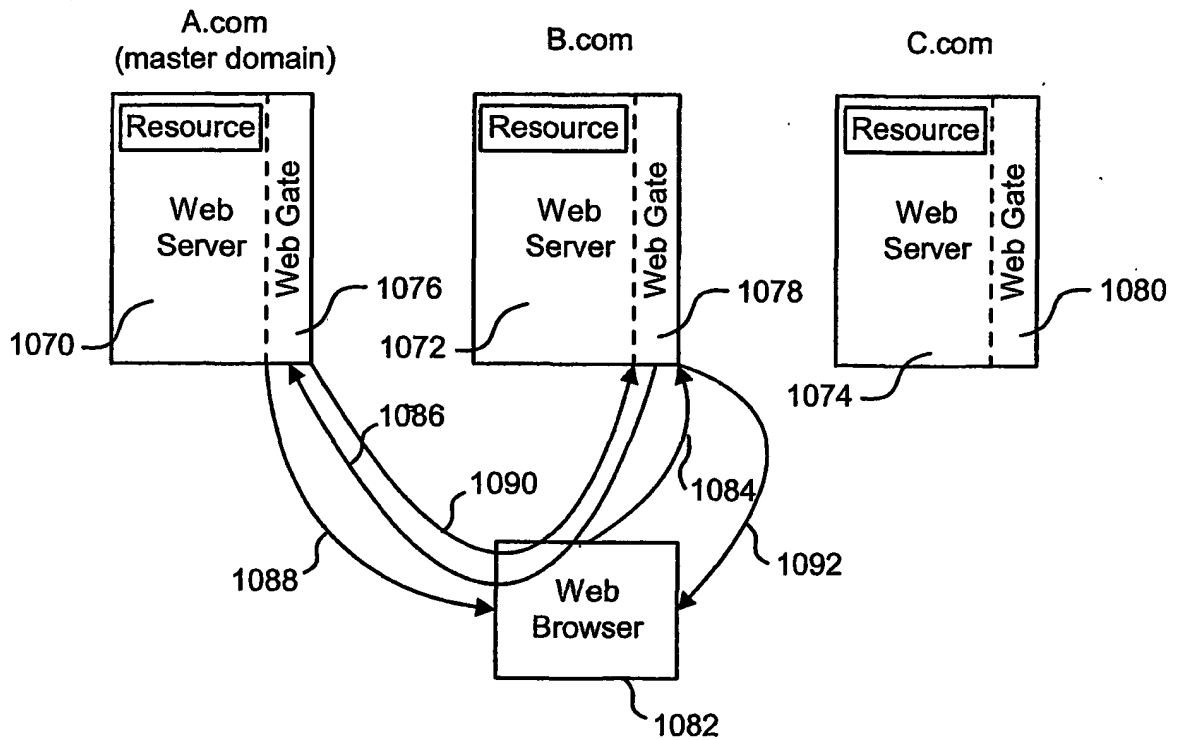 A.com
(master domain)
B.com
C.com
Resource
Web
Server
Web Gate
Resource
Web
Server
Web Gate
Resource
Web
Server
Web Gate
1070
1076
1072
1078
1074
1080
1086
1090
1084
1088
1092
Web
Browser
1082